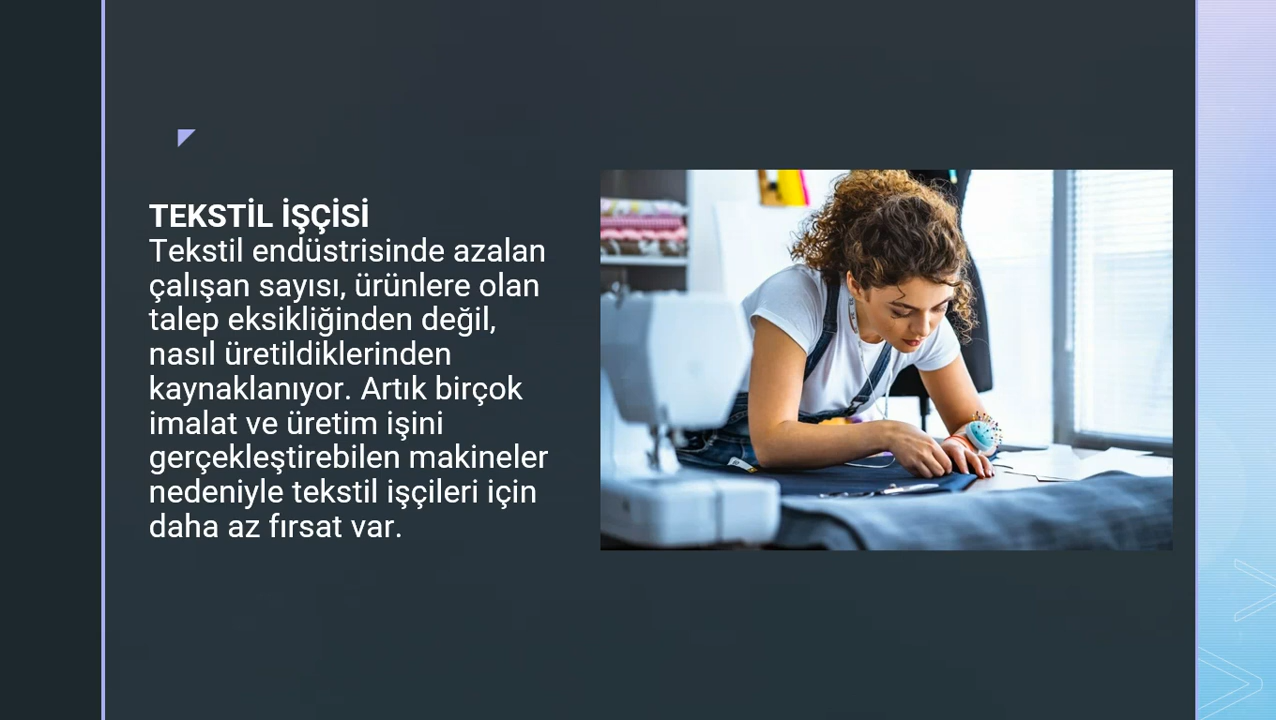 TEKSTİL İŞÇİSİ
Tekstil endüstrisinde azalan
çalışan sayısı, ürünlere olan
talep eksikliğinden değil,
nasıl üretildiklerinden
kaynaklanıyor. Artık birçok
imalat ve üretim işini
gerçekleştirebilen makineler
nedeniyle tekstil işçileri için
daha az fırsat var.